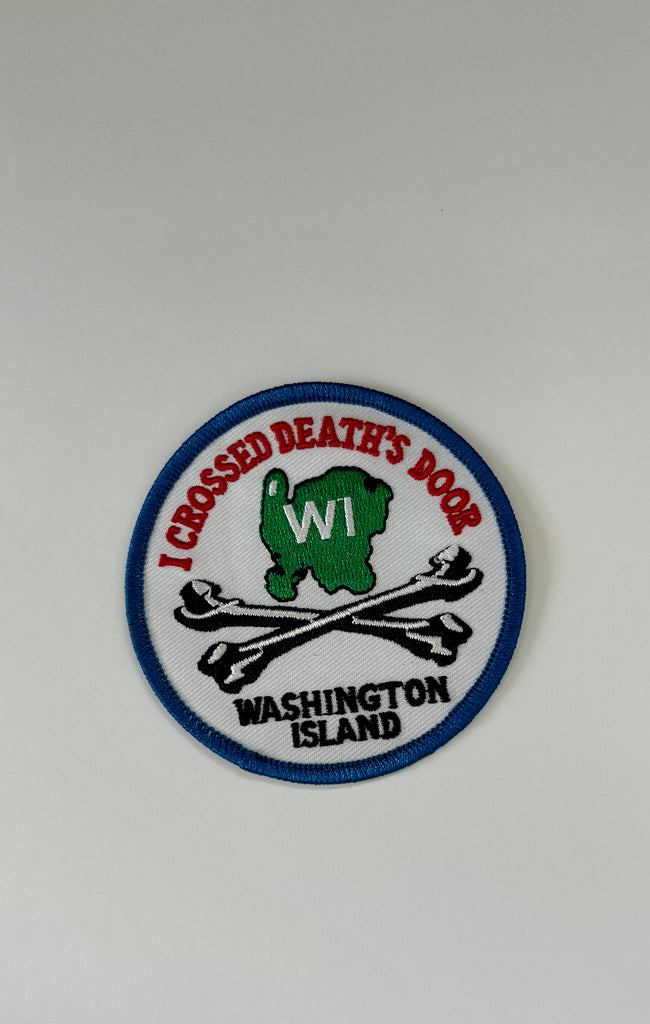 I CROSSED DEATH'S DOOR
WI
WASHINGTON
ISLAND